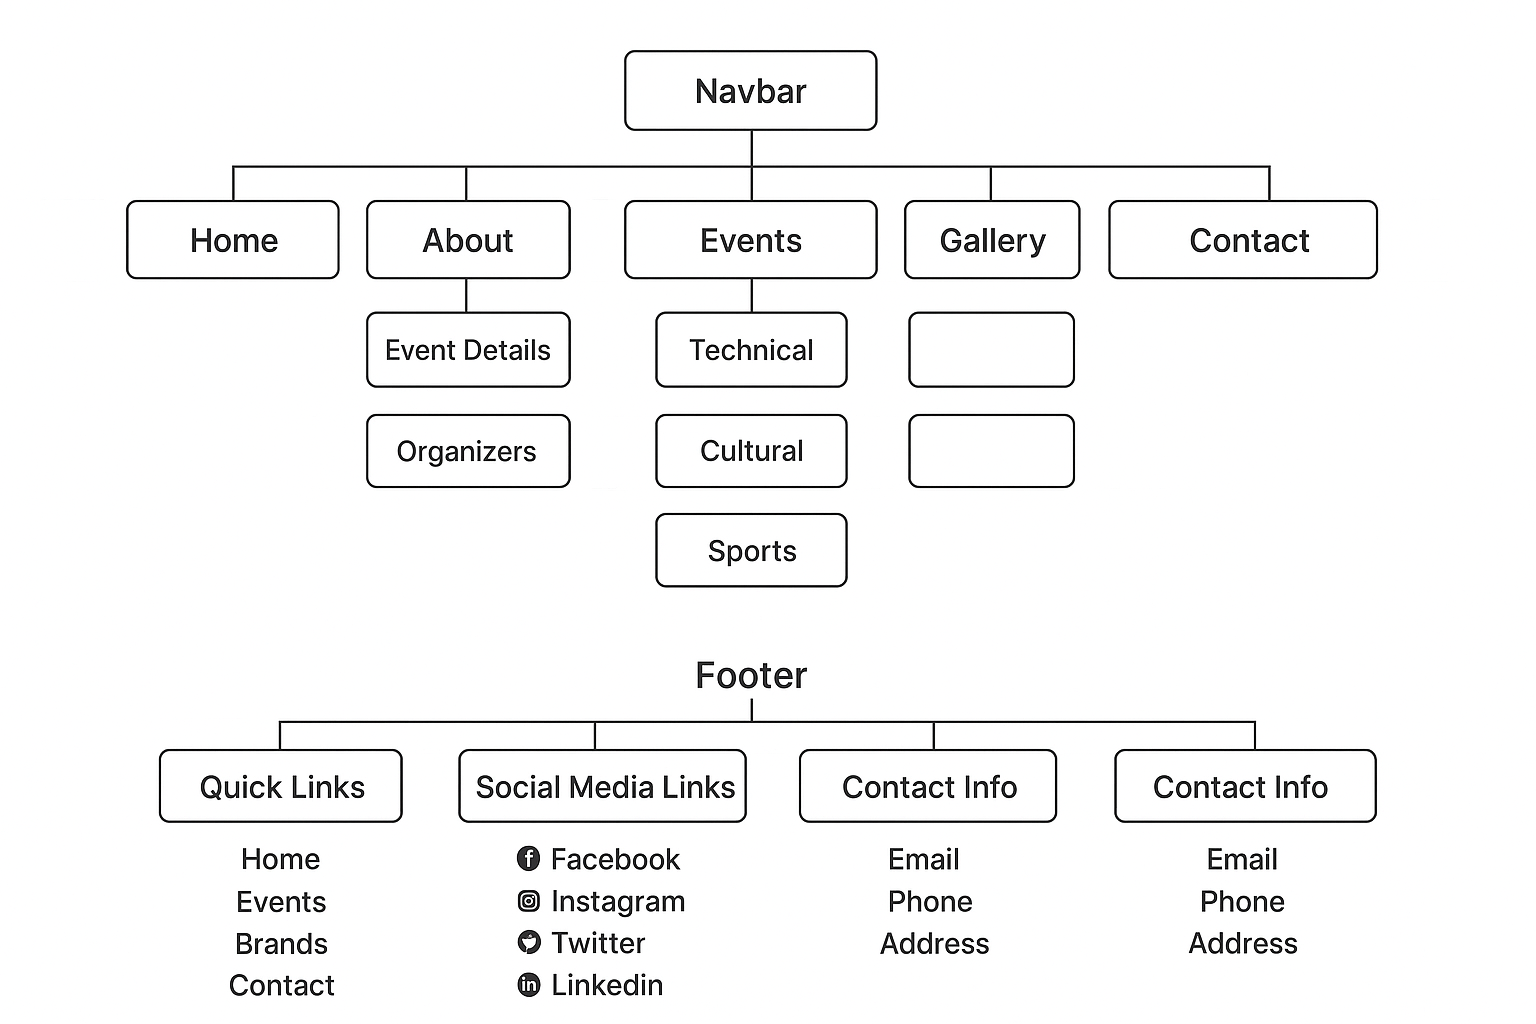 Navbar
Home About Events Gallery Contact
Event Details Technical
Organizers Cultural
Sports
Footer
Quick Links Social Media Links Contact Info Contact Info
Home Facebook Email Email
Events Instagram Phone Phone
Brands Twitter Address Address
Contact Linkedin